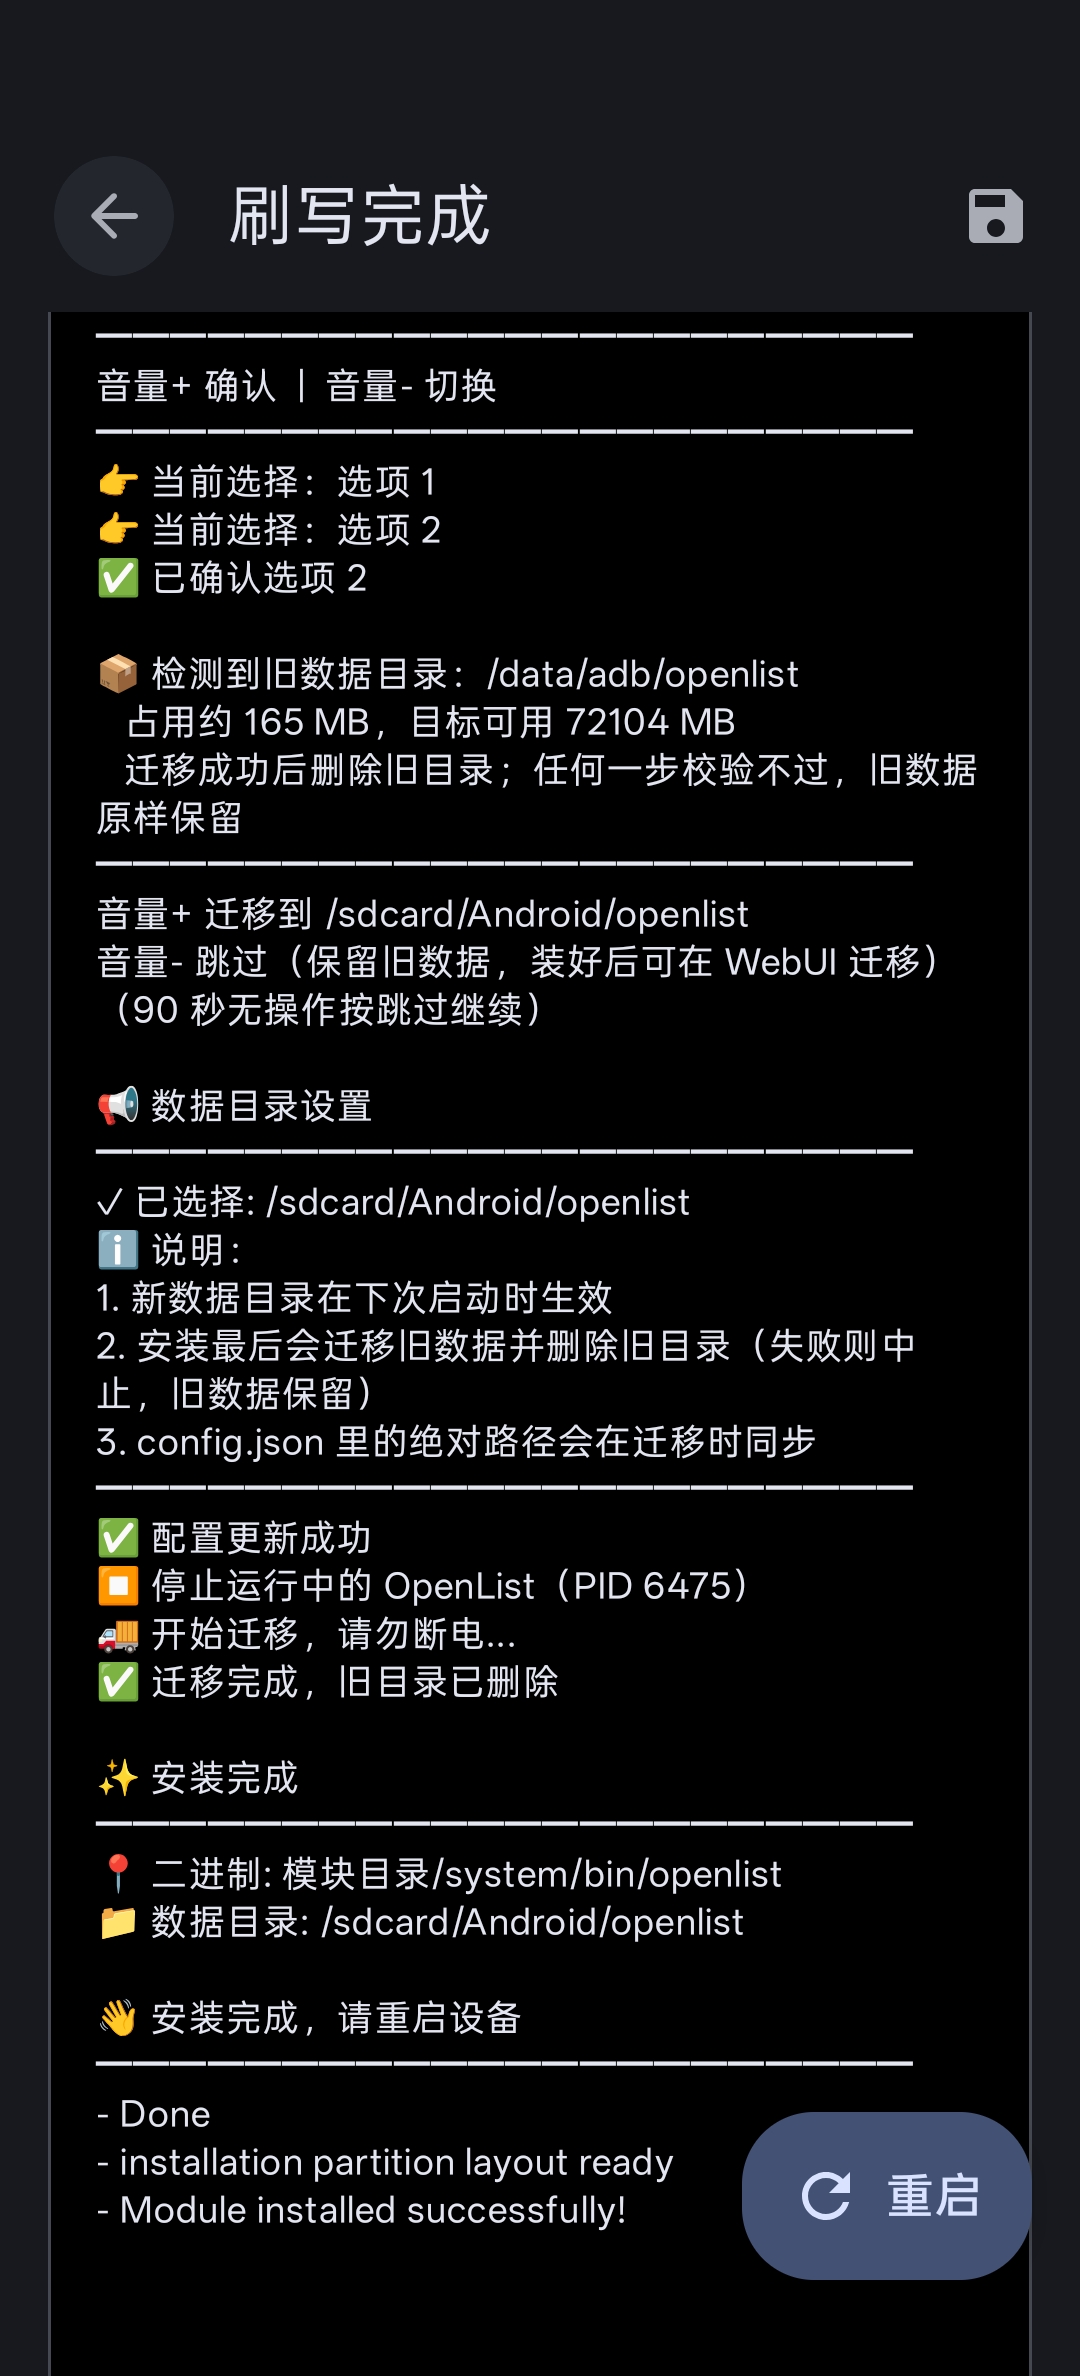 刷写完成
音量+ 确认 | 音量- 切换
👉 当前选择：选项 1
👉 当前选择：选项 2
✅ 已确认选项 2
📦 检测到旧数据目录：/data/adb/openlist
占用约 165 MB，目标可用 72104 MB
迁移成功后删除旧目录；任何一步校验不过，旧数据
原样保留
音量+ 迁移到 /sdcard/Android/openlist
音量- 跳过（保留旧数据，装好后可在 WebUI 迁移）
（90 秒无操作按跳过继续）
📢 数据目录设置
✓ 已选择: /sdcard/Android/openlist
ℹ️ 说明：
1. 新数据目录在下次启动时生效
2. 安装最后会迁移旧数据并删除旧目录（失败则中
止，旧数据保留）
3. config.json 里的绝对路径会在迁移时同步
✅ 配置更新成功
⏹️ 停止运行中的 OpenList（PID 6475）
🚚 开始迁移，请勿断电...
✅ 迁移完成，旧目录已删除
✨ 安装完成
📍 二进制: 模块目录/system/bin/openlist
📁 数据目录: /sdcard/Android/openlist
👋 安装完成，请重启设备
- Done
- installation partition layout ready
- Module installed successfully!
重启